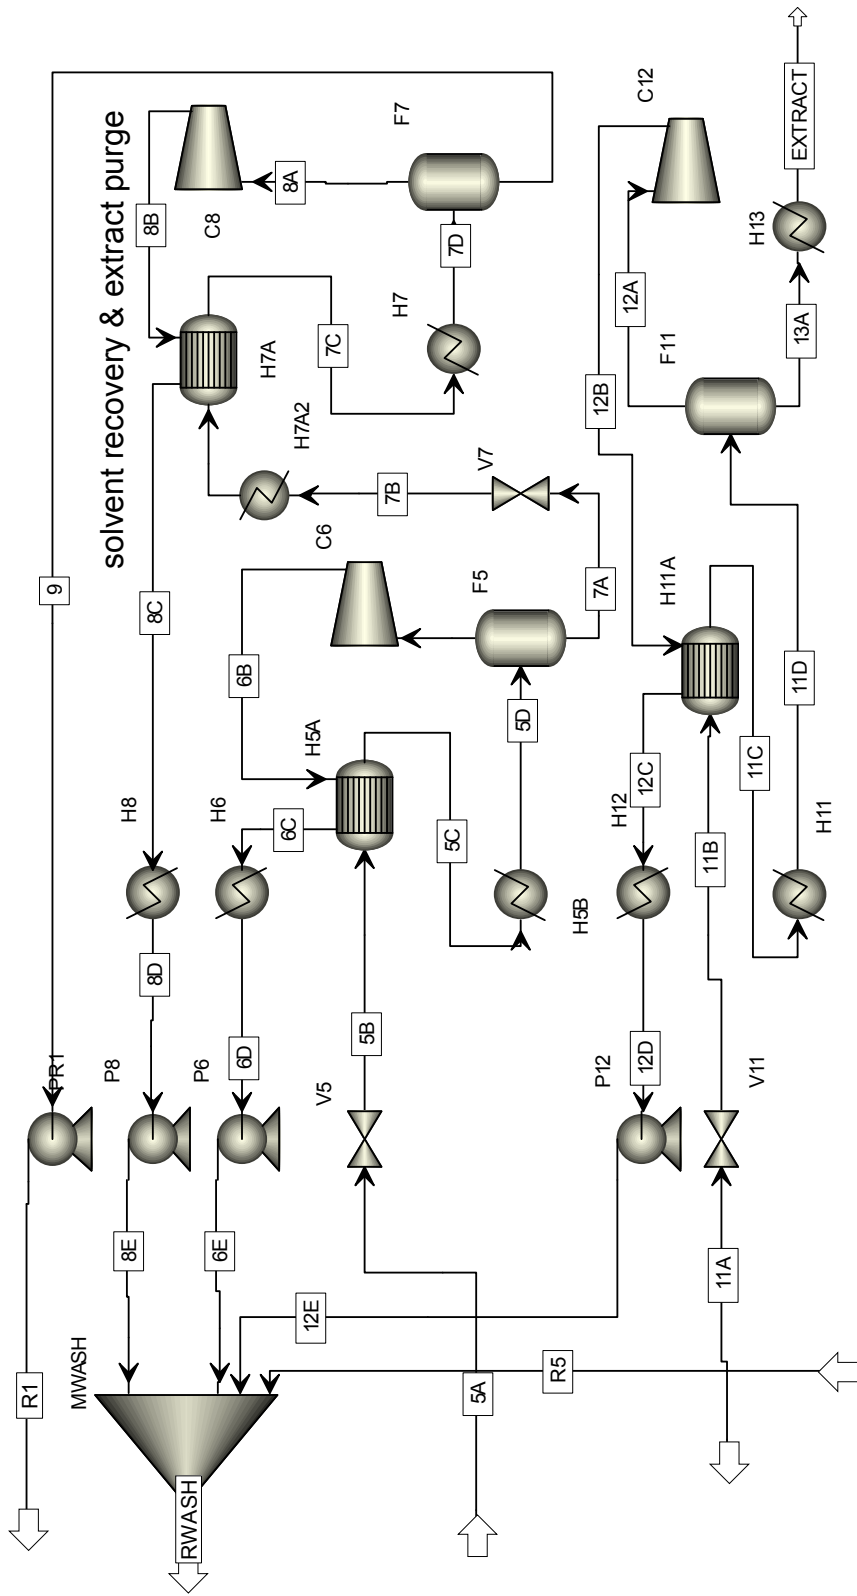 solvent recovery & extract purge
R1
PR1
9
MWASH
RWASH
8E
P8
8D
H8
8C
8B
C8
8A
F7
6E
P6
6D
H6
6C
H5A
6B
C6
H7A2
H7A
7C
H7
7D
5A
V5
5B
5C
H5B
5D
F5
7A
V7
7B
12E
P12
12D
H12
12C
H11A
12B
12A
C12
R5
11A
V11
11B
11C
H11
11D
F11
13A
H13
EXTRACT